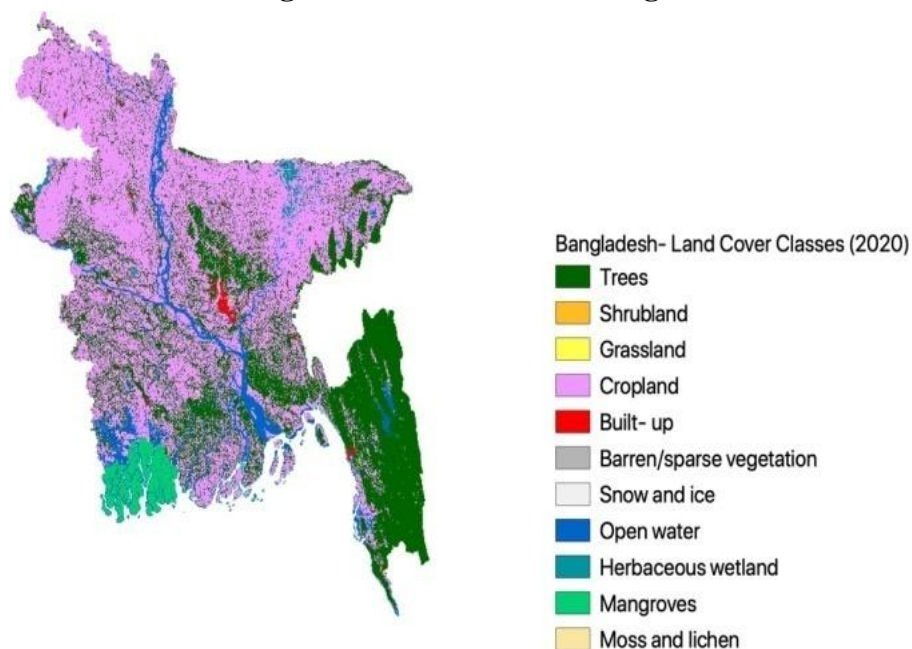 Bangladesh- Land Cover Classes (2020)
Trees
Shrubland
Grassland
Cropland
Built- up
Barren/sparse vegetation
Snow and ice
Open water
Herbaceous wetland
Mangroves
Moss and lichen